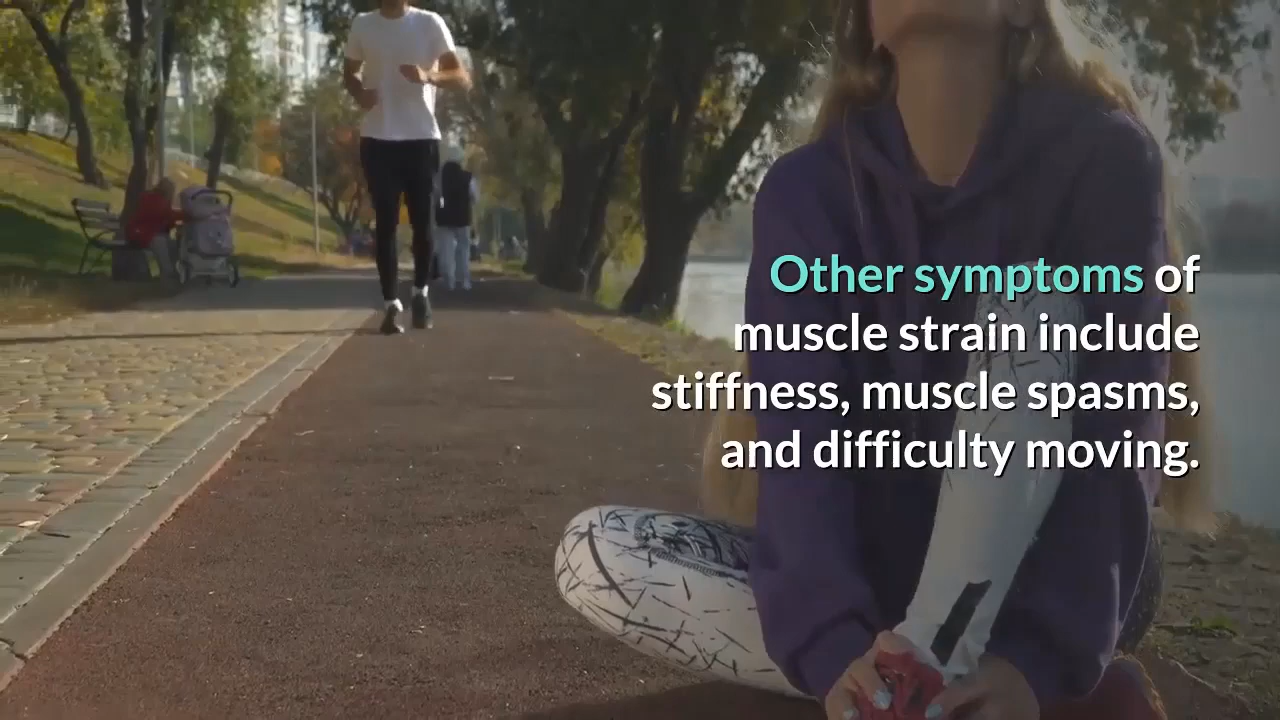 Other symptoms of
muscle strain include
stiffness, muscle spasms,
and difficulty moving.